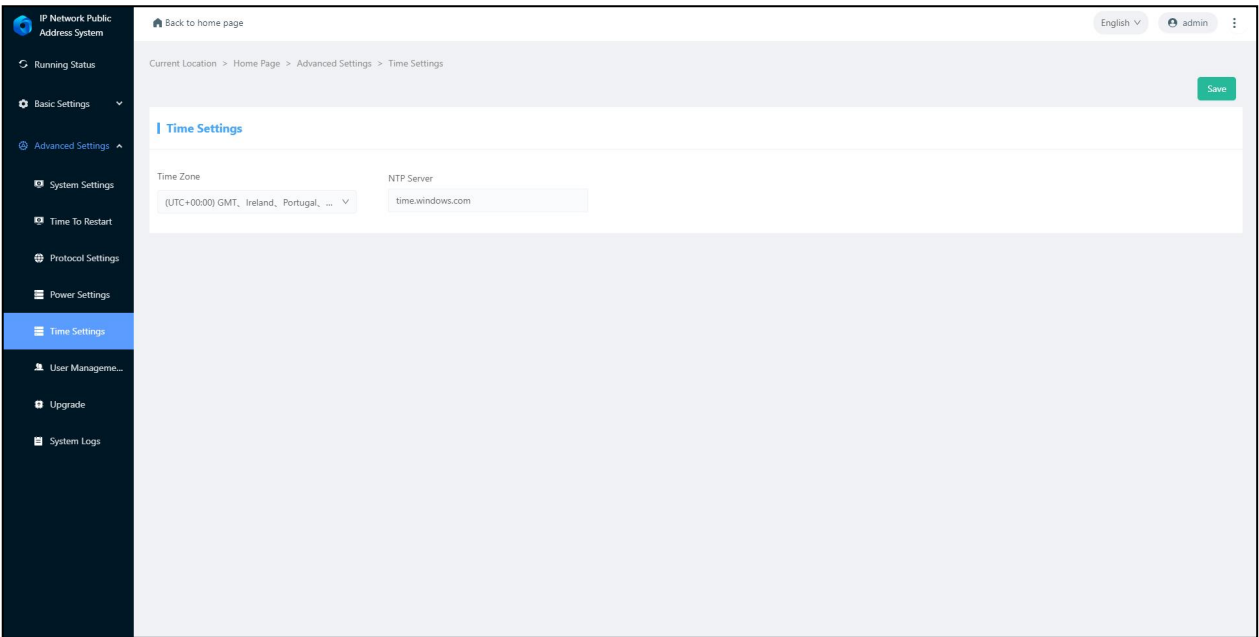 IP Network Public
Address System
Back to home page
English
admin
Running Status
Current Location > Home Page > Advanced Settings > Time Settings
Save
Basic Settings
Time Settings
Advanced Settings
Time Zone
NTP Server
System Settings
(UTC+00:00) GMT、Ireland、Portugal、...
time.windows.com
Time To Restart
Protocol Settings
Power Settings
Time Settings
User Manageme...
Upgrade
System Logs